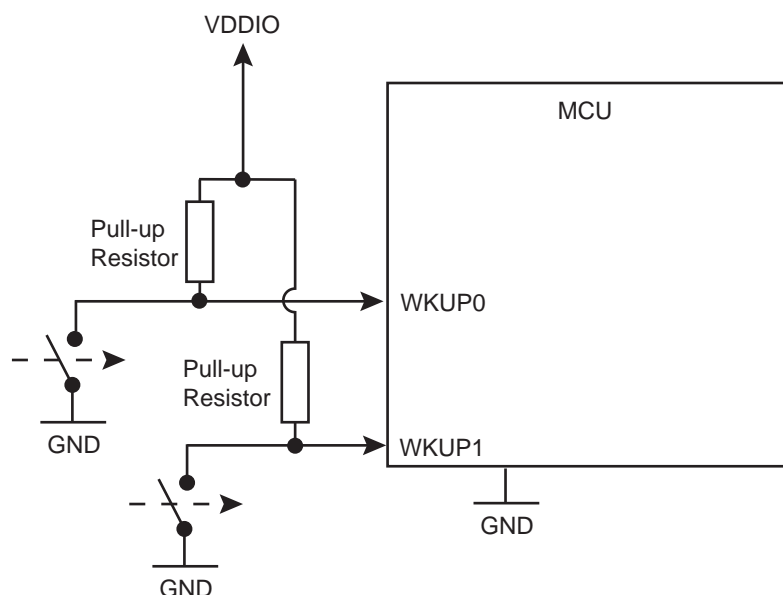 VDDIO
MCU
Pull-up
Resistor
WKUP0
Pull-up
Resistor
GND
WKUP1
GND
GND